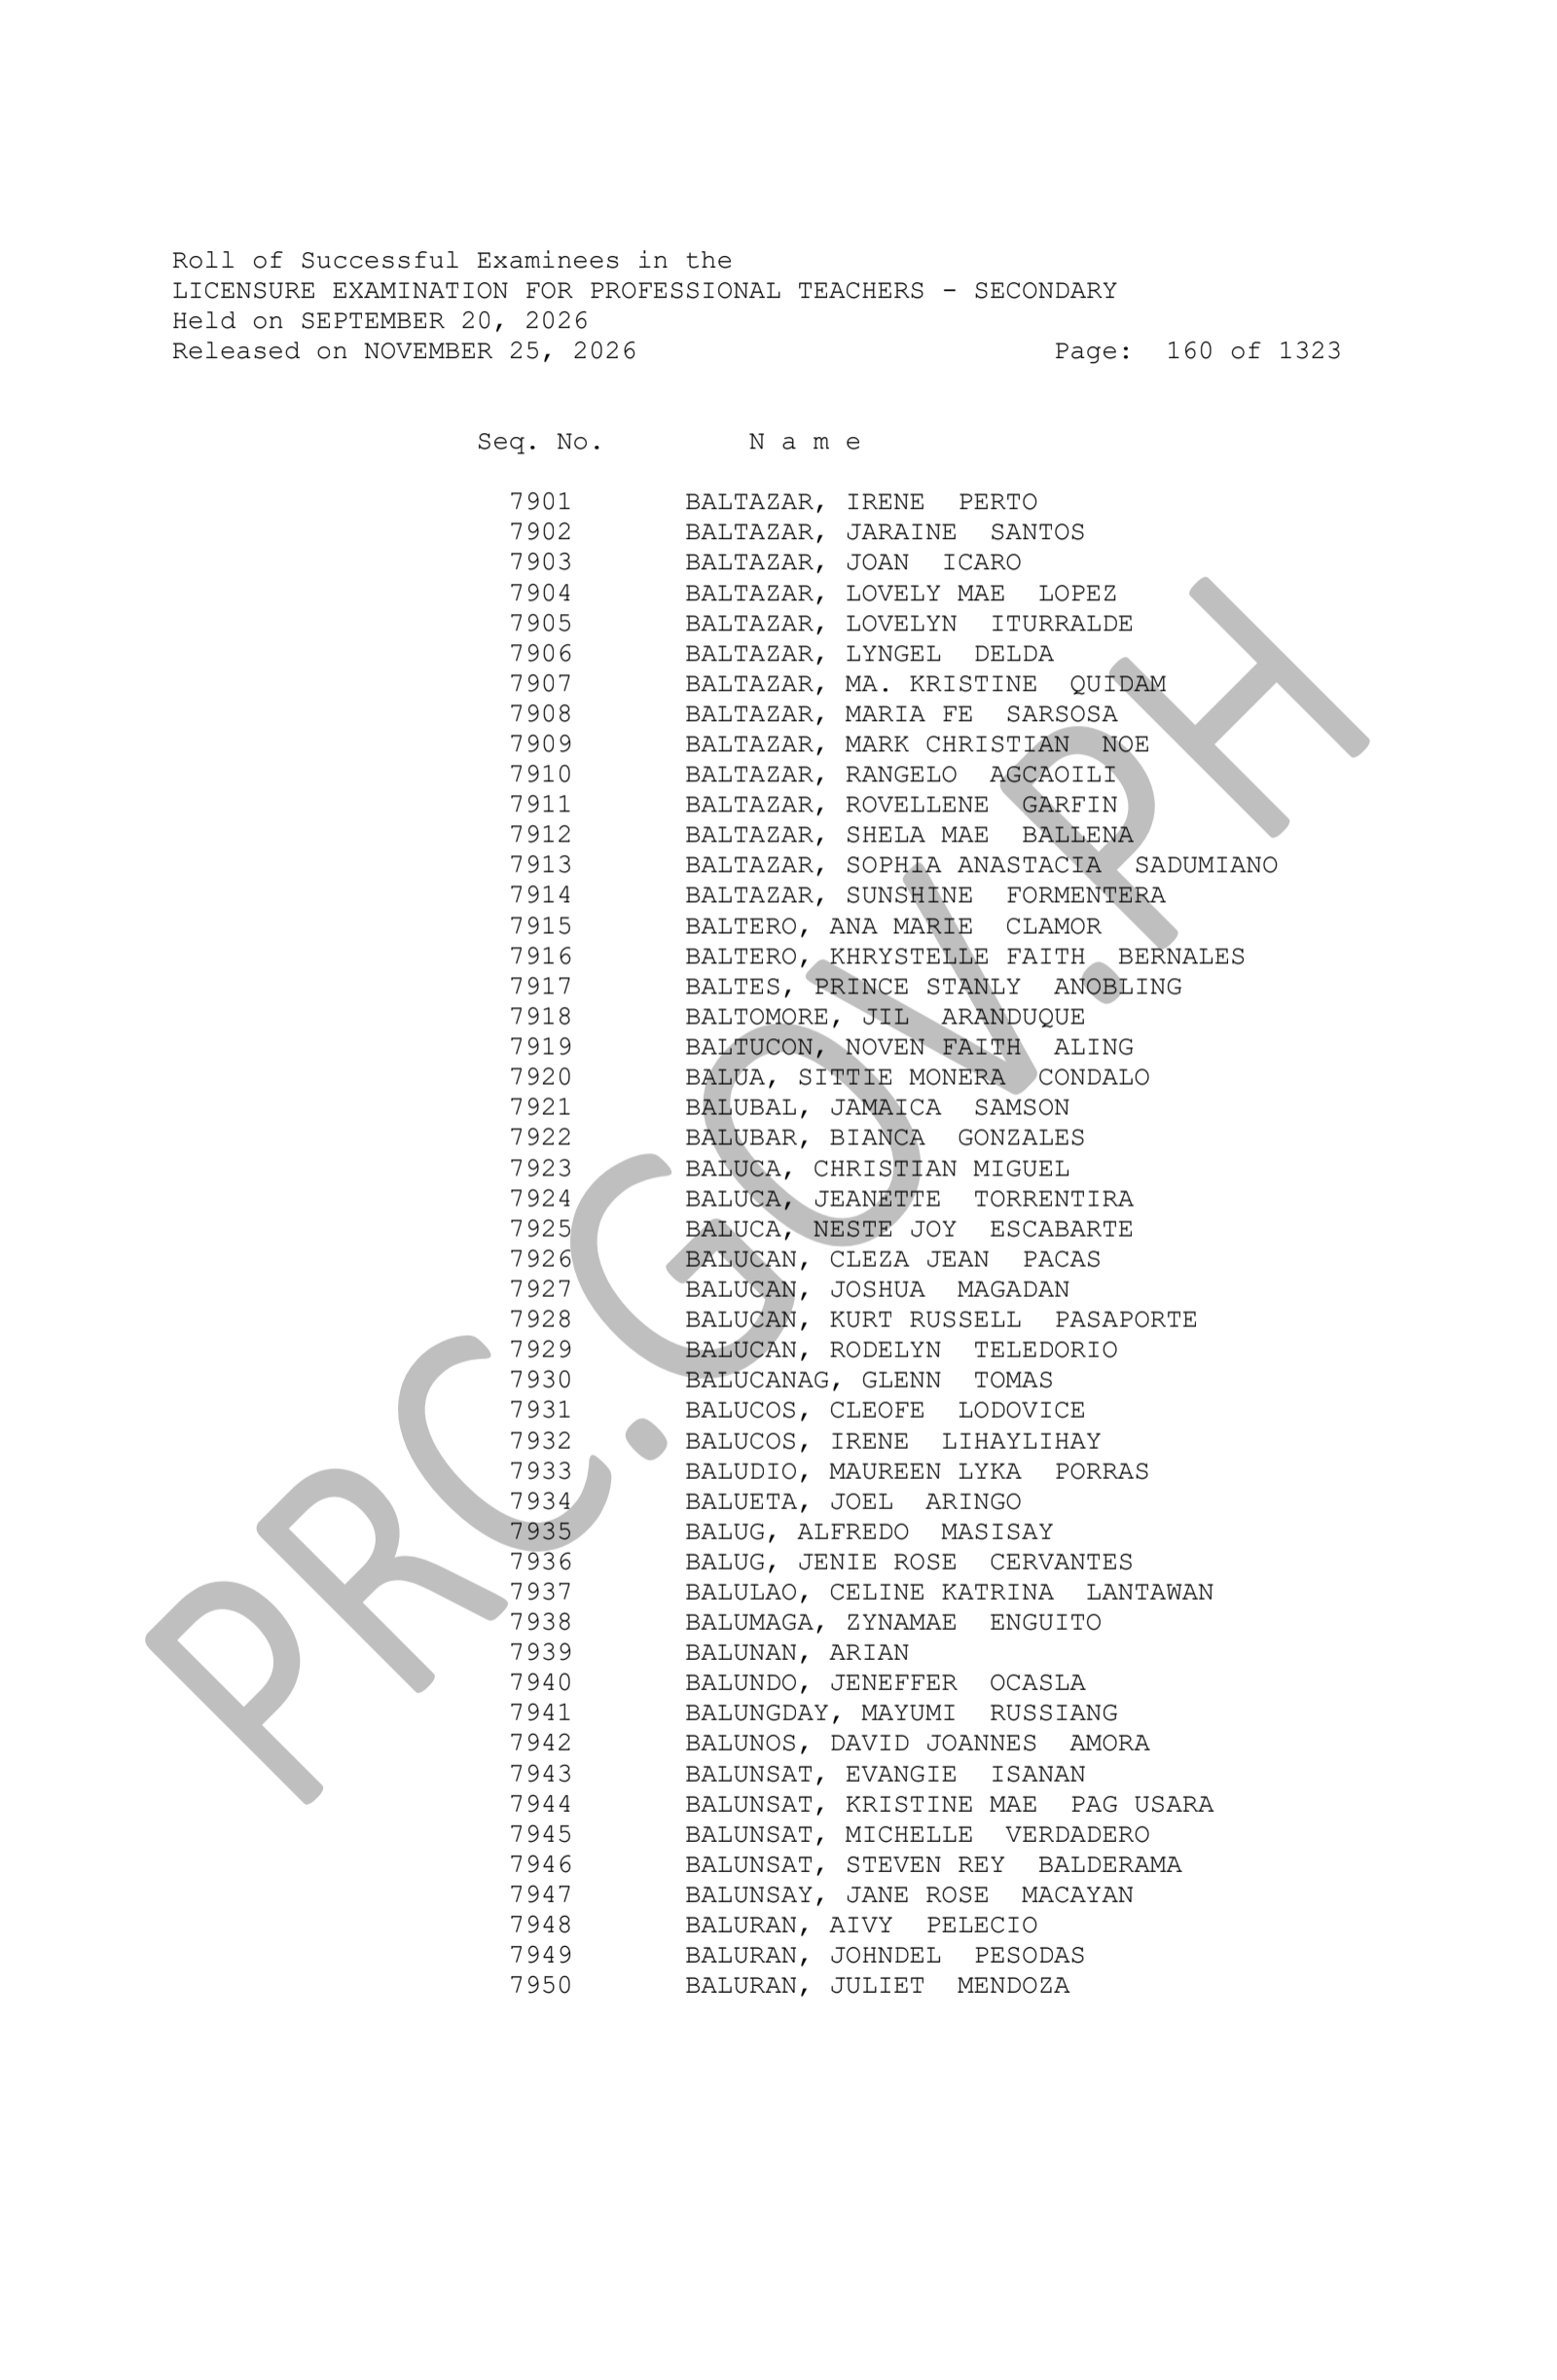 Roll of Successful Examinees in the
LICENSURE EXAMINATION FOR PROFESSIONAL TEACHERS - SECONDARY
Held on SEPTEMBER 20, 2026
Released on NOVEMBER 25, 2026 Page: 160 of 1323
Seq. No. N a m e
7901 BALTAZAR, IRENE PERTO
7902 BALTAZAR, JARAINE SANTOS
7903 BALTAZAR, JOAN ICARO
7904 BALTAZAR, LOVELY MAE LOPEZ
7905 BALTAZAR, LOVELYN ITURRALDE
7906 BALTAZAR, LYNGEL DELDA
7907 BALTAZAR, MA. KRISTINE QUIDAM
7908 BALTAZAR, MARIA FE SARSOSA
7909 BALTAZAR, MARK CHRISTIAN NOE
7910 BALTAZAR, RANGELO AGCAOILI
7911 BALTAZAR, ROVELLENE GARFIN
7912 BALTAZAR, SHELA MAE BALLENA
7913 BALTAZAR, SOPHIA ANASTACIA SADUMIANO
7914 BALTAZAR, SUNSHINE FORMENTERA
7915 BALTERO, ANA MARIE CLAMOR
7916 BALTERO, KHRYSTELLE FAITH BERNALES
7917 BALTES, PRINCE STANLY ANOBLING
7918 BALTOMORE, JIL ARANDUQUE
7919 BALTUCON, NOVEN FAITH ALING
7920 BALUA, SITTIE MONERA CONDALO
7921 BALUBAL, JAMAICA SAMSON
7922 BALUBAR, BIANCA GONZALES
7923 BALUCA, CHRISTIAN MIGUEL
7924 BALUCA, JEANETTE TORRENTIRA
7925 BALUCA, NESTE JOY ESCABARTE
7926 BALUCAN, CLEZA JEAN PACAS
7927 BALUCAN, JOSHUA MAGADAN
7928 BALUCAN, KURT RUSSELL PASAPORTE
7929 BALUCAN, RODELYN TELEDORIO
7930 BALUCANAG, GLENN TOMAS
7931 BALUCOS, CLEOFE LODOVICE
7932 BALUCOS, IRENE LIHAYLIHAY
7933 BALUDIO, MAUREEN LYKA PORRAS
7934 BALUETA, JOEL ARINGO
7935 BALUG, ALFREDO MASISAY
7936 BALUG, JENIE ROSE CERVANTES
7937 BALULAO, CELINE KATRINA LANTAWAN
7938 BALUMAGA, ZYNAMAE ENGUITO
7939 BALUNAN, ARIAN
7940 BALUNDO, JENEFFER OCASLA
7941 BALUNGDAY, MAYUMI RUSSIANG
7942 BALUNOS, DAVID JOANNES AMORA
7943 BALUNSAT, EVANGIE ISANAN
7944 BALUNSAT, KRISTINE MAE PAG USARA
7945 BALUNSAT, MICHELLE VERDADERO
7946 BALUNSAT, STEVEN REY BALDERAMA
7947 BALUNSAY, JANE ROSE MACAYAN
7948 BALURAN, AIVY PELECIO
7949 BALURAN, JOHNDEL PESODAS
7950 BALURAN, JULIET MENDOZA
PRC.GOV.PH